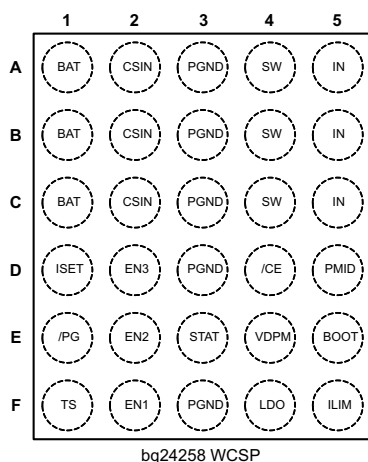 1 2 3 4 5
A BAT CSIN PGND SW IN
B BAT CSIN PGND SW IN
C BAT CSIN PGND SW IN
D ISET EN3 PGND /CE PMID
E /PG EN2 STAT VDPM BOOT
F TS EN1 PGND LDO ILIM
bq24258 WCSP